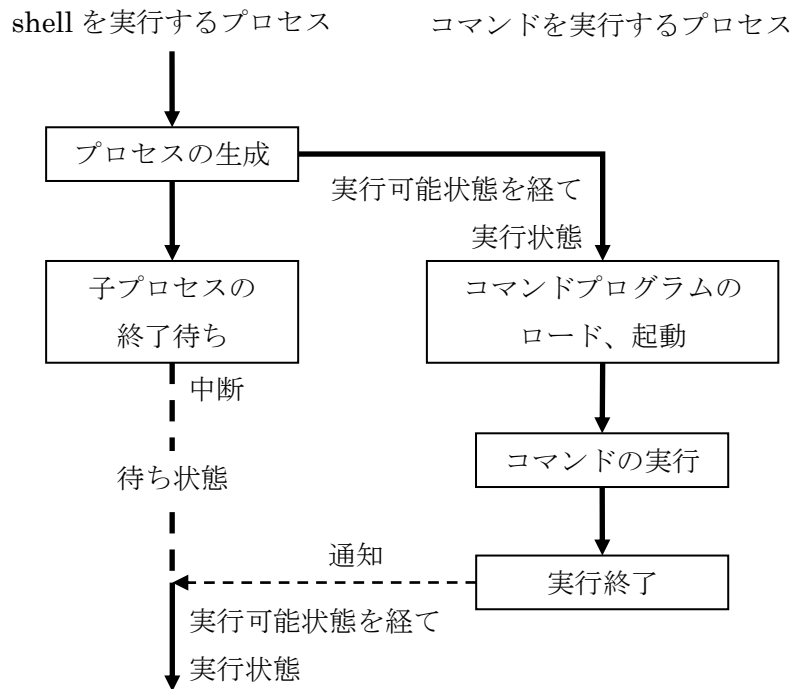 shell を実行するプロセス
コマンドを実行するプロセス
プロセスの生成
実行可能状態を経て
実行状態
子プロセスの
終了待ち
コマンドプログラムの
ロード、起動
中断
待ち状態
コマンドの実行
通知
実行終了
実行可能状態を経て
実行状態